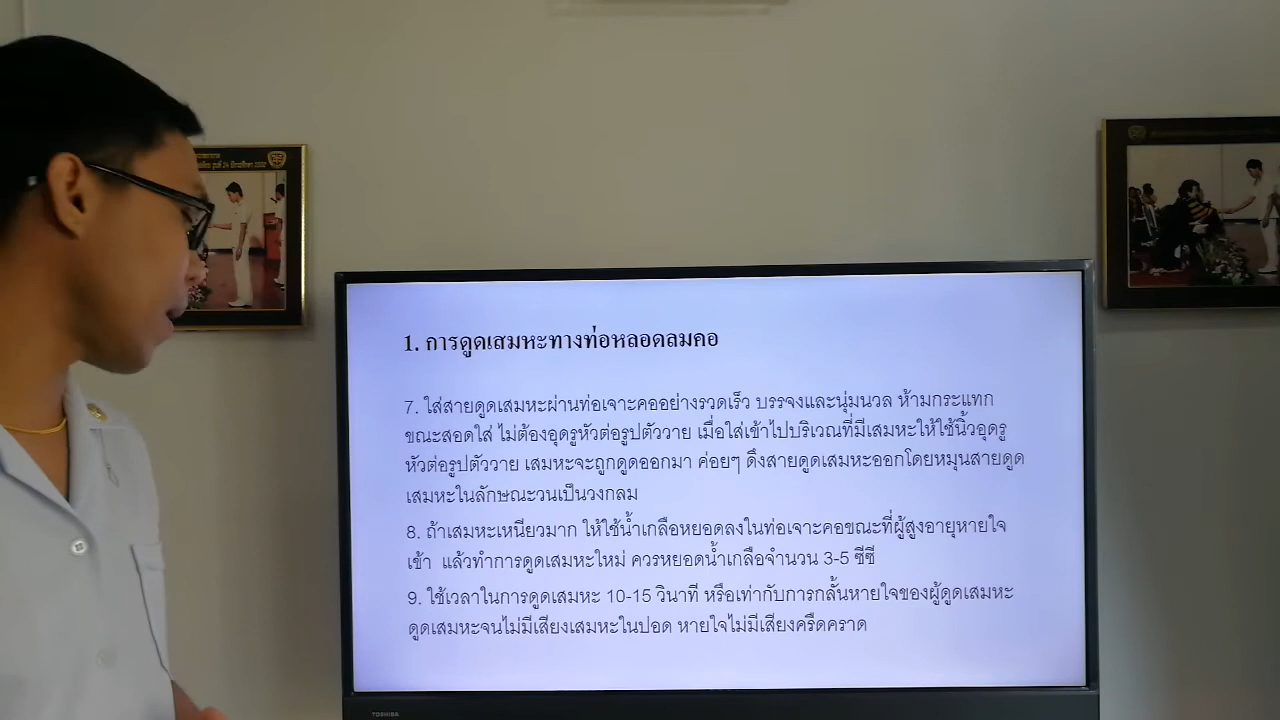 รุ่นที่ 24 ปีการศึกษา
1. การดูดเสมหะทางท่อหลอดลมคอ
7. ใส่สายดูดเสมหะผ่านท่อเจาะคออย่างรวดเร็ว บรรจงและนุ่มนวล ห้ามกระแทก
ขณะสอดใส่ ไม่ต้องอุดรูหัวต่อรูปตัววาย เมื่อใส่เข้าไปบริเวณที่มีเสมหะให้ใช้นิ้วอุดรู
หัวต่อรูปตัววาย เสมหะจะถูกดูดออกมา ค่อยๆ ดึงสายดูดเสมหะออกโดยหมุนสายดูด
เสมหะในลักษณะวนเป็นวงกลม
8. ถ้าเสมหะเหนียวมาก ให้ใช้น้ำเกลือหยอดลงในท่อเจาะคอขณะที่ผู้สูงอายุหายใจ
เข้า แล้วทำการดูดเสมหะใหม่ ควรหยอดน้ำเกลือจำนวน 3-5 ซีซี
9. ใช้เวลาในการดูดเสมหะ 10-15 วินาที หรือเท่ากับการกลั้นหายใจของผู้ดูดเสมหะ
ดูดเสมหะจนไม่มีเสียงเสมหะในปอด หายใจไม่มีเสียงครืดคราด
TOSHIBA